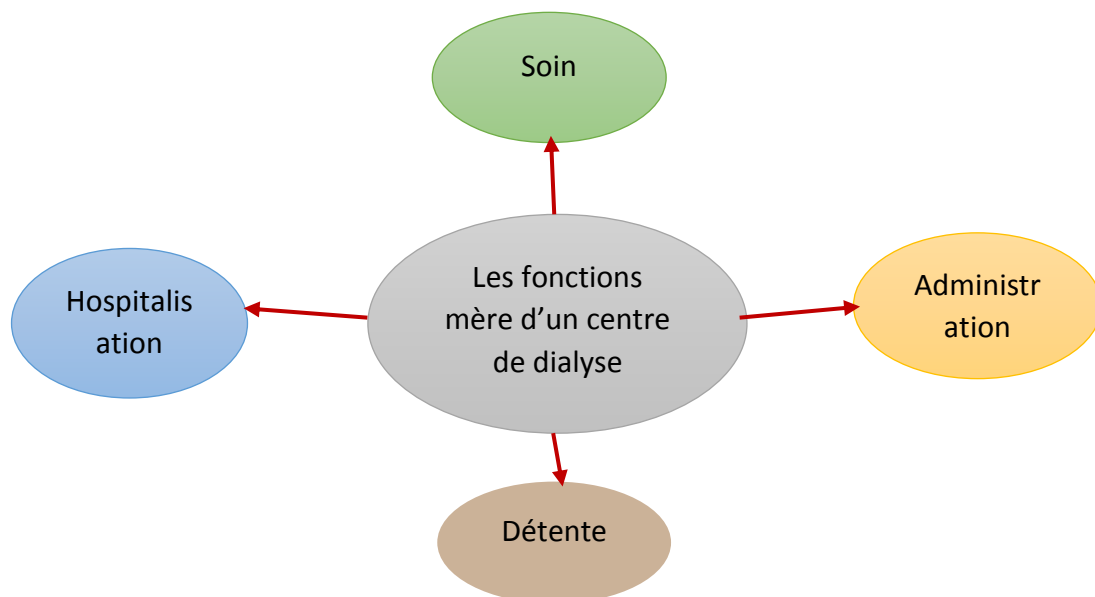 Soin
Les fonctions
mère d’un centre
de dialyse
Hospitalis
ation
Administr
ation
Détente